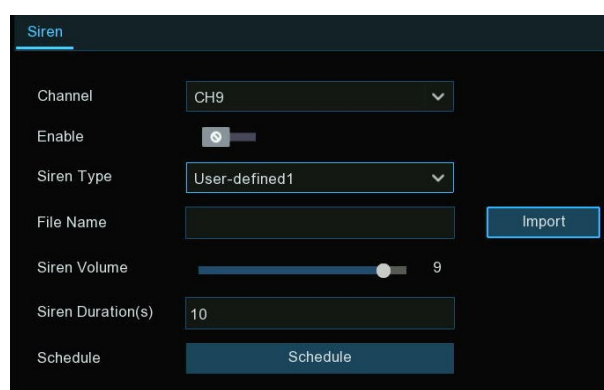 Siren
Channel CH9
Enable
Siren Type User-defined1
File Name Import
Siren Volume 9
Siren Duration(s) 10
Schedule Schedule